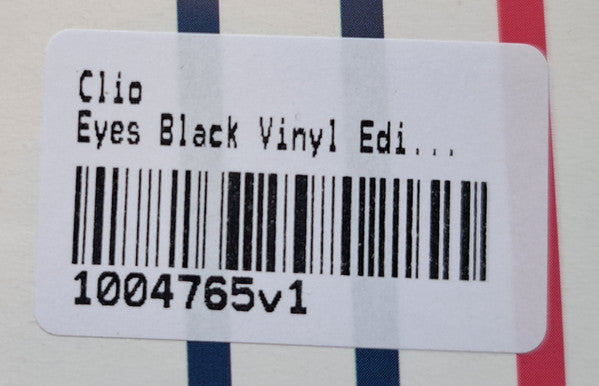 Clio
Eyes Black Vinyl Edi...
1004765v1